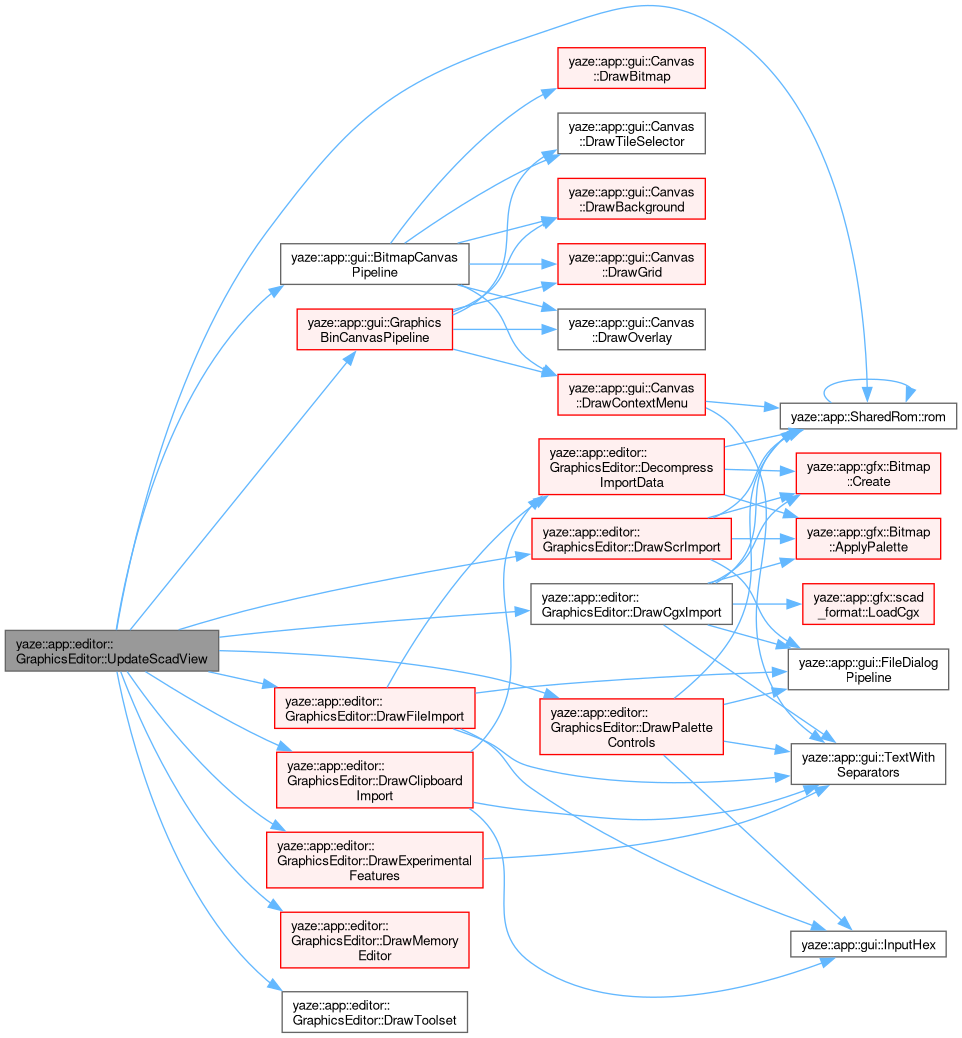 yaze::app::gui::Canvas
::DrawBitmap
yaze::app::gui::Canvas
::DrawTileSelector
yaze::app::gui::Canvas
::DrawBackground
yaze::app::gui::BitmapCanvas
Pipeline
yaze::app::gui::Canvas
::DrawGrid
yaze::app::gui::Graphics
BinCanvasPipeline
yaze::app::gui::Canvas
::DrawOverlay
yaze::app::gui::Canvas
::DrawContextMenu
yaze::app::SharedRom::rom
yaze::app::editor::
GraphicsEditor::Decompress
ImportData
yaze::app::gfx::Bitmap
::Create
yaze::app::editor::
GraphicsEditor::DrawScrImport
yaze::app::gfx::Bitmap
::ApplyPalette
yaze::app::editor::
GraphicsEditor::DrawCgxImport
yaze::app::gfx::scad
_format::LoadCgx
yaze::app::editor::
GraphicsEditor::UpdateScadView
yaze::app::gui::FileDialog
Pipeline
yaze::app::editor::
GraphicsEditor::DrawFileImport
yaze::app::editor::
GraphicsEditor::DrawPalette
Controls
yaze::app::gui::TextWith
Separators
yaze::app::editor::
GraphicsEditor::DrawClipboard
Import
yaze::app::editor::
GraphicsEditor::DrawExperimental
Features
yaze::app::editor::
GraphicsEditor::DrawMemory
Editor
yaze::app::gui::InputHex
yaze::app::editor::
GraphicsEditor::DrawToolset